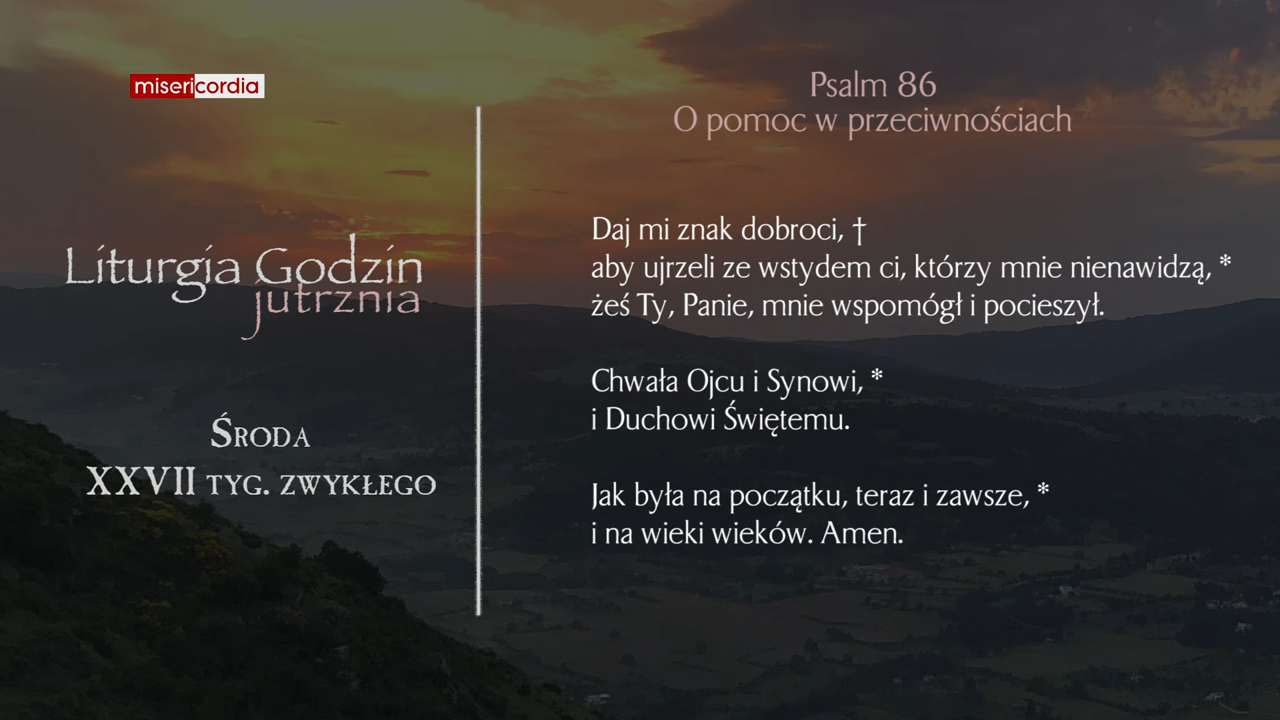 misericordia
Liturgia Godzin
jutrznia
Środa
XXVII tyg. zwykłego
Psalm 86
O pomoc w przeciwnościach
Daj mi znak dobroci, †
aby ujrzeli ze wstydem ci, którzy mnie nienawidzą, *
żeś Ty, Panie, mnie wspomógł i pocieszył.
Chwała Ojcu i Synowi, *
i Duchowi Świętemu.
Jak była na początku, teraz i zawsze, *
i na wieki wieków. Amen.